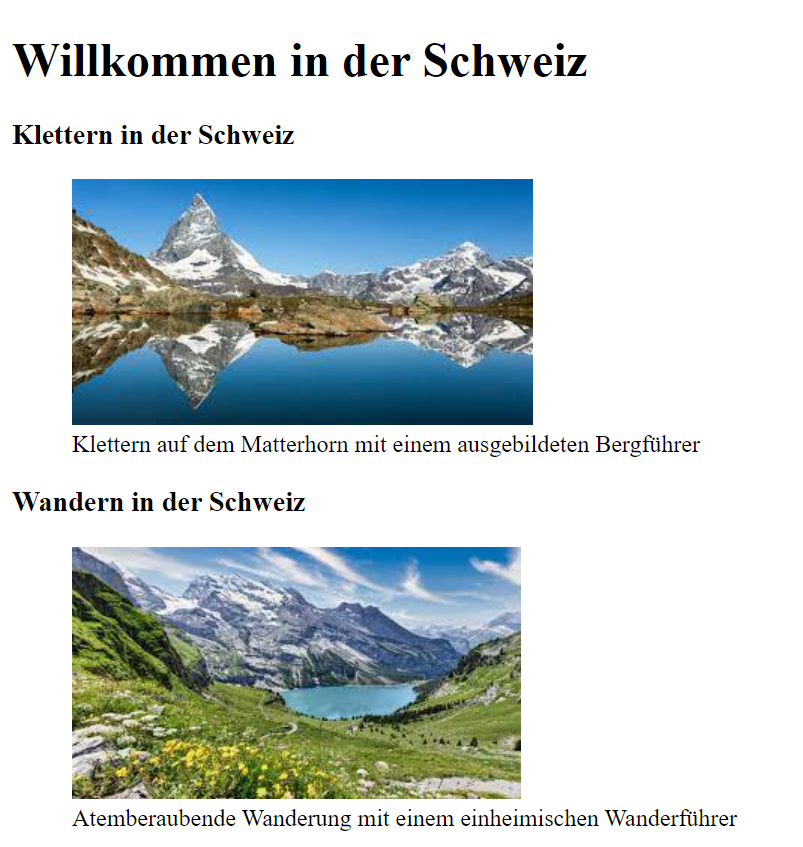 Willkommen in der Schweiz
Klettern in der Schweiz
Klettern auf dem Matterhorn mit einem ausgebildeten Bergführer
Wandern in der Schweiz
Atemberaubende Wanderung mit einem einheimischen Wanderführer